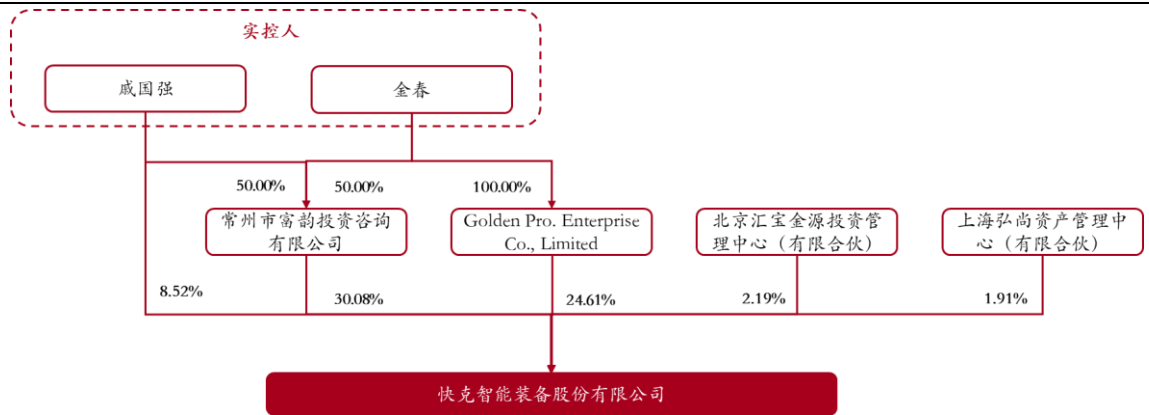 实控人
戚国强
金春
50.00%
50.00%
100.00%
常州市富韵投资咨询
有限公司
Golden Pro. Enterprise
Co., Limited
北京汇宝金源投资管
理中心（有限合伙）
上海弘尚资产管理中
心（有限合伙）
8.52%
30.08%
24.61%
2.19%
1.91%
快克智能装备股份有限公司